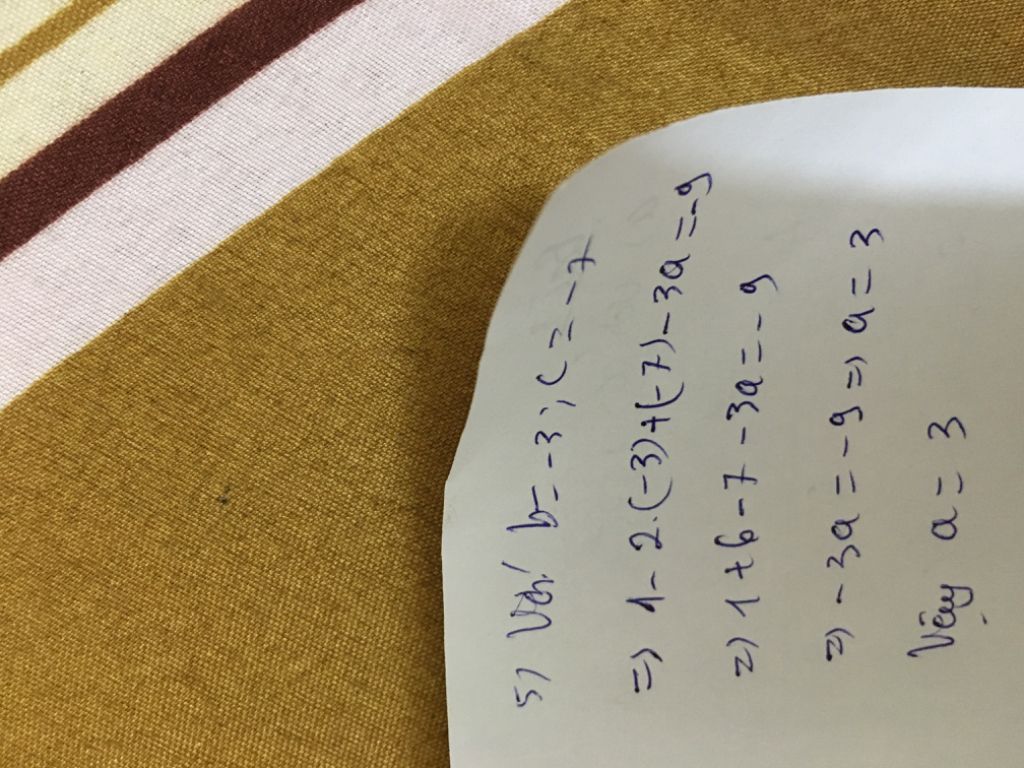 5) Với b = -3 ; c = -7
=> 1 - 2.(-3)+(-7) - 3a = -9
=> 1 + 6 - 7 - 3a = - 9
=> - 3a = - 9 => a = 3
Vậy a = 3